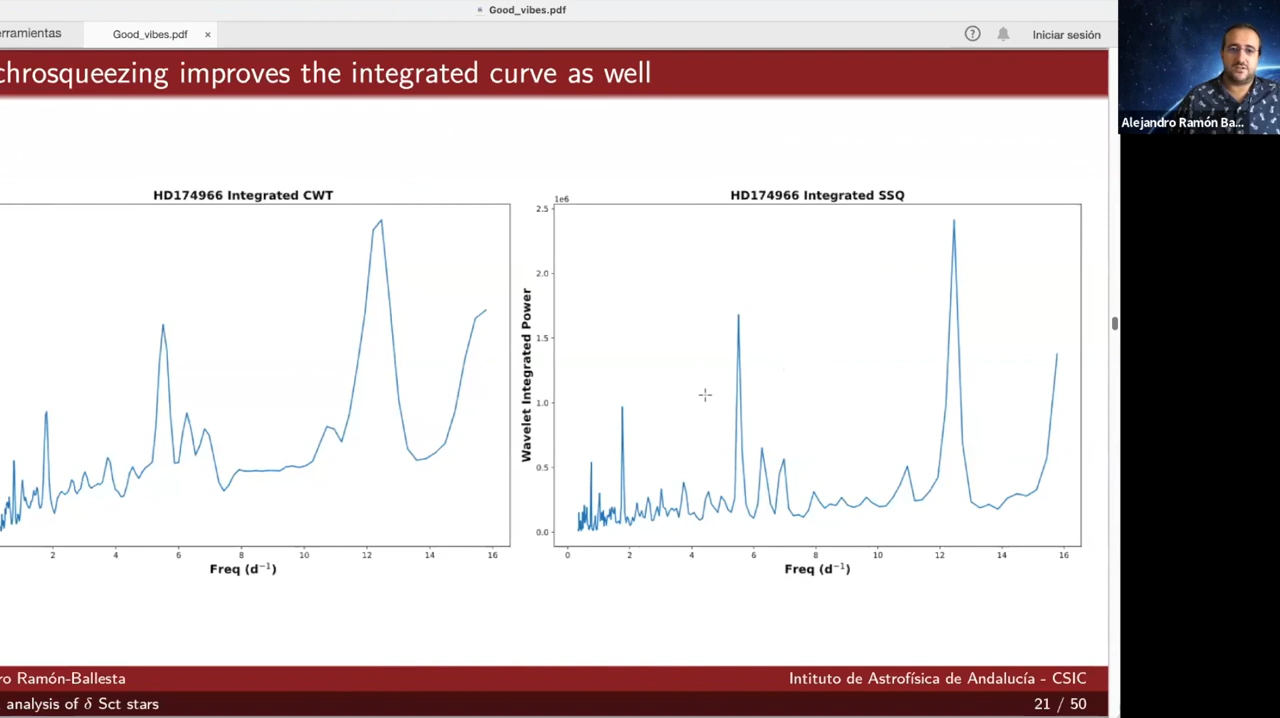 Good_vibes.pdf
erramientas
Good_vibes.pdf ×
? Iniciar sesión
chrosqueezing improves the integrated curve as well
Alejandro Ramón Ba...
HD174966 Integrated CWT
2 4 6 8 10 12 14 16
Freq (d⁻¹)
HD174966 Integrated SSQ
1e6
2.5
2.0
1.5
1.0
0.5
0.0
Wavelet Integrated Power
0 2 4 6 8 10 12 14 16
Freq (d⁻¹)
ro Ramón-Ballesta
Intituto de Astrofísica de Andalucía - CSIC
analysis of δ Sct stars
21 / 50